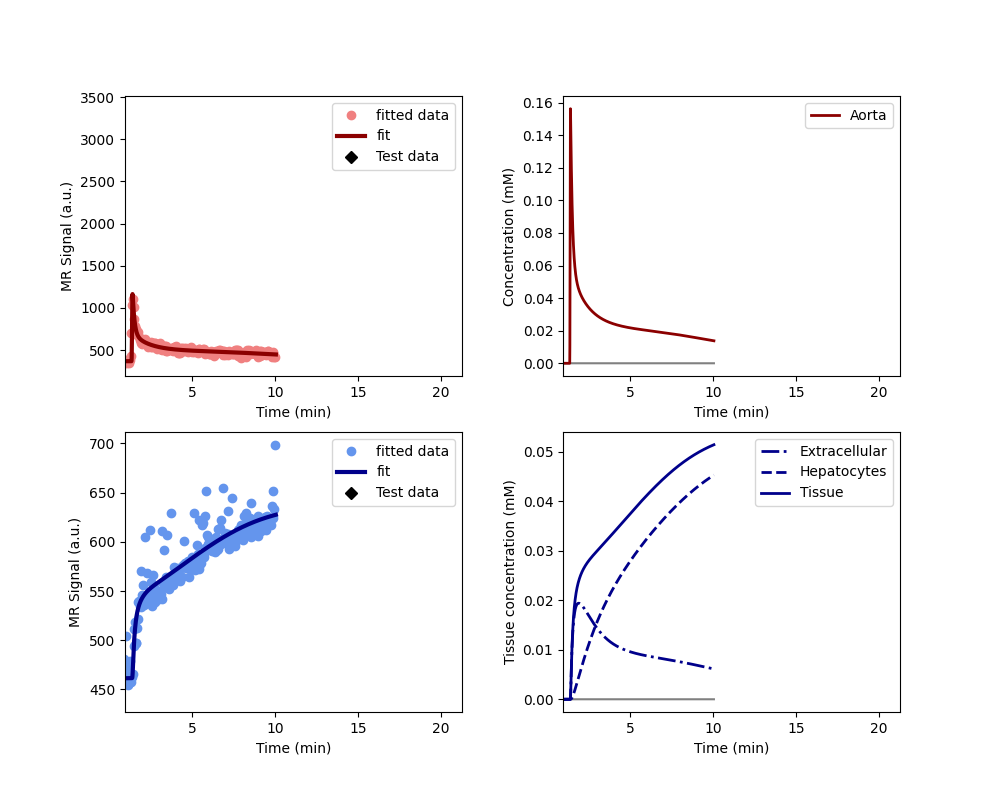 MR Signal (a.u.)
3500
3000
2500
2000
1500
1000
500
5
10
15
20
Time (min)
fitted data
fit
Test data
Concentration (mM)
0.16
0.14
0.12
0.10
0.08
0.06
0.04
0.02
0.00
5
10
15
20
Time (min)
Aorta
MR Signal (a.u.)
700
650
600
550
500
450
5
10
15
20
Time (min)
fitted data
fit
Test data
Tissue concentration (mM)
0.05
0.04
0.03
0.02
0.01
0.00
5
10
15
20
Time (min)
Extracellular
Hepatocytes
Tissue